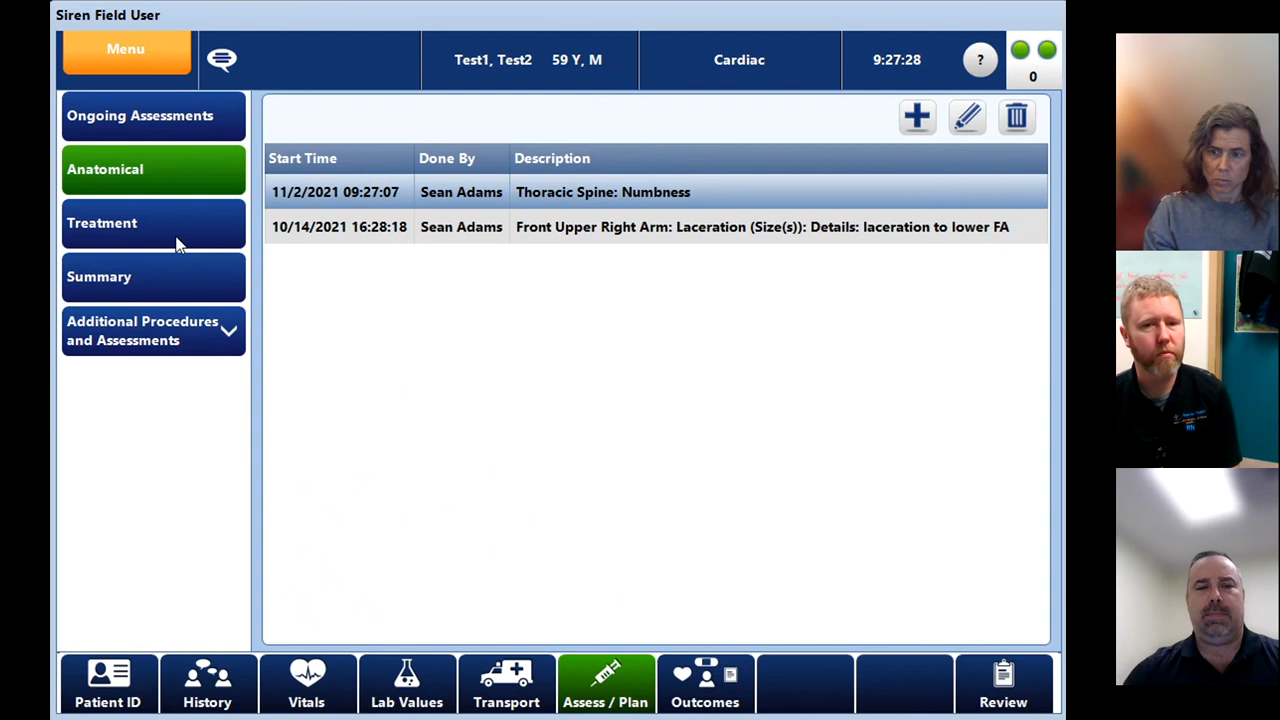 Siren Field User
Menu
Test1, Test2 59 Y, M
Cardiac
9:27:28
?
0
Ongoing Assessments
Anatomical
Treatment
Summary
Additional Procedures
and Assessments
Start Time Done By Description
11/2/2021 09:27:07 Sean Adams Thoracic Spine: Numbness
10/14/2021 16:28:18 Sean Adams Front Upper Right Arm: Laceration (Size(s)): Details: laceration to lower FA
Patient ID
History
Vitals
Lab Values
Transport
Assess / Plan
Outcomes
Review
RN